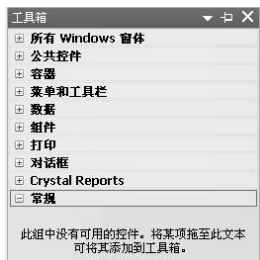 工具箱
所有 Windows 窗体
公共控件
容器
菜单和工具栏
数据
组件
打印
对话框
Crystal Reports
常规
此组中没有可用的控件。将某项拖至此文本
可将其添加到工具箱。